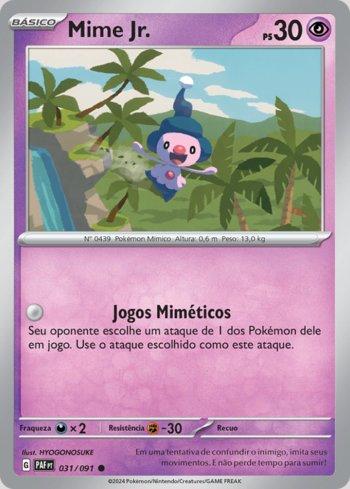 BÁSICO
Mime Jr.
PS30
Nº 0439 Pokémon Mímico Altura: 0,6 m Peso: 13,0 kg
Jogos Miméticos
Seu oponente escolhe um ataque de 1 dos Pokémon dele
em jogo. Use o ataque escolhido como este ataque.
Fraqueza ×2 Resistência -30 Recuo
Ilust. HYOGONOSUKE
G PAF PT 031/091
Em uma tentativa de confundir o inimigo, imita
seus movimentos. E não perde tempo para sumir!
©2024 Pokémon/Nintendo/Creatures/GAME FREAK